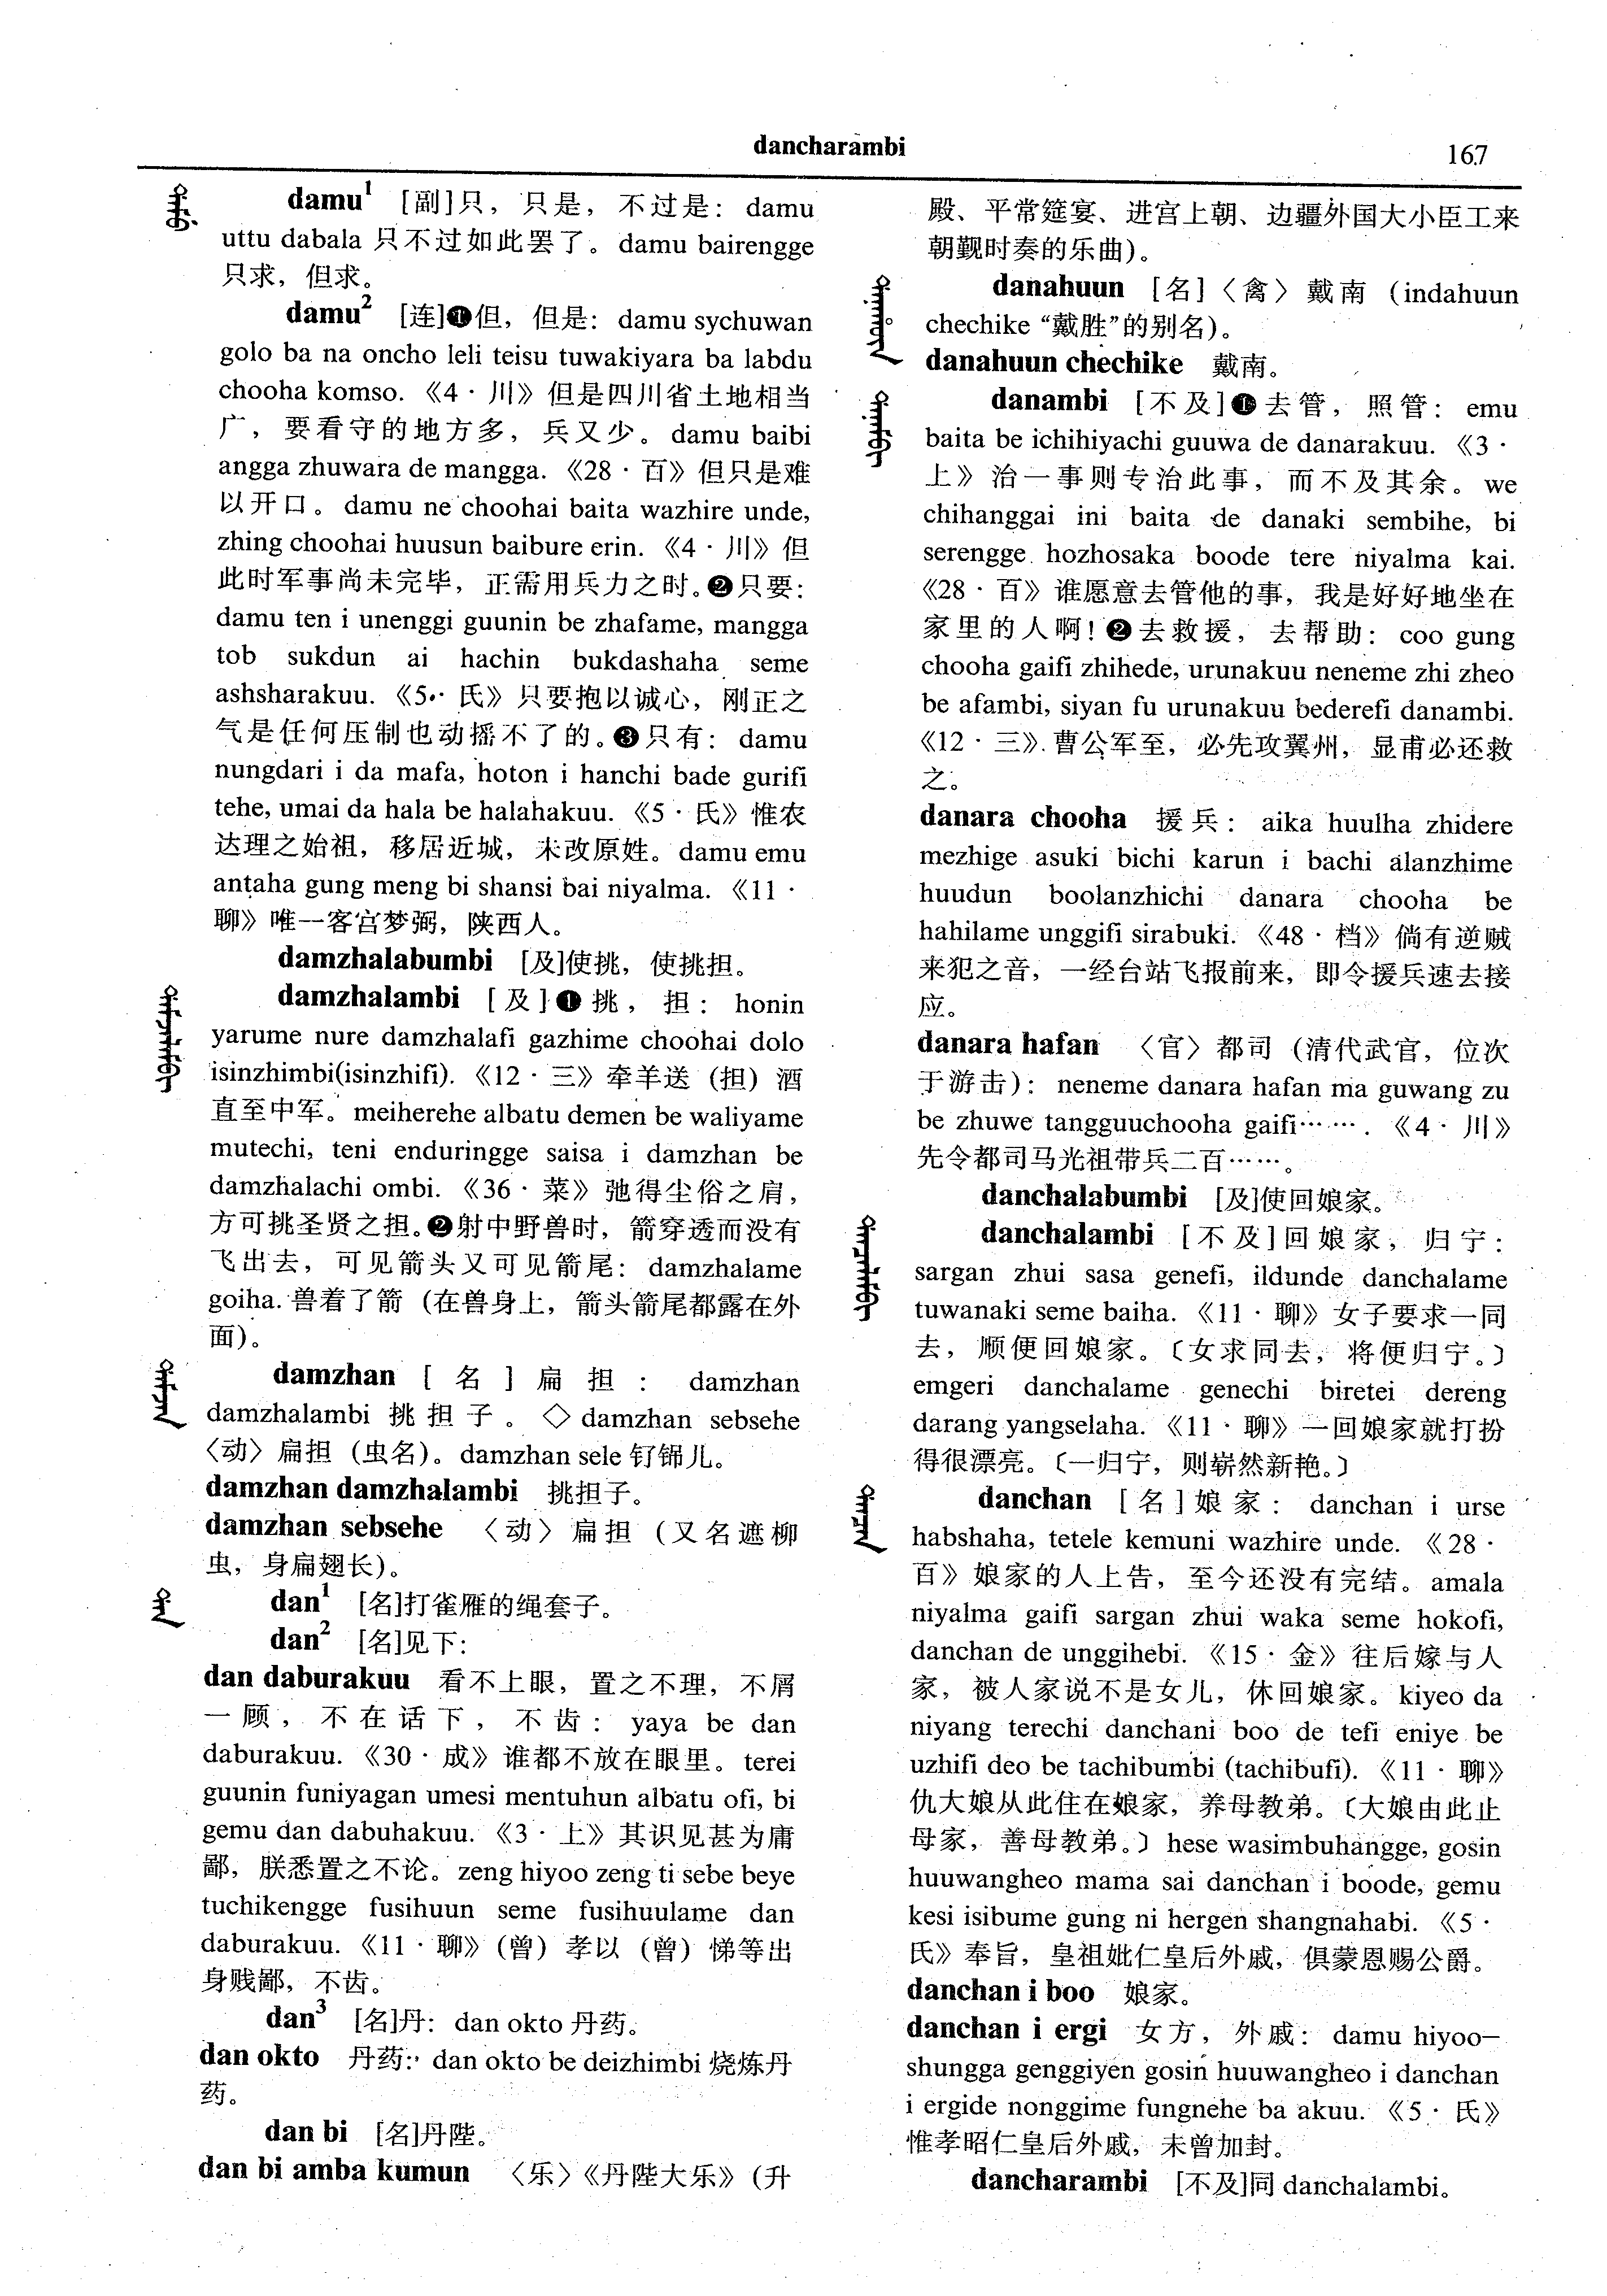 dancharambi
167
damu¹ [副]只，只是，不过是：damu
uttu dabala 只不过如此罢了。damu bairengge
只求，但求。
damu² [连]❶但，但是：damu sychuwan
golo ba na oncho leli teisu tuwakiyara ba labdu
chooha komso.《4·川》但是四川省土地相当
广，要看守的地方多，兵又少。damu baibi
angga zhuwara de mangga.《28·百》但只是难
以开口。damu ne choohai baita wazhire unde,
zhing choohai huusun baibure erin.《4·川》但
此时军事尚未完毕，正需用兵力之时。❷只要：
damu ten i unenggi guunin be zhafame, mangga
tob sukdun ai hachin bukdashaha seme
ashsharakuu.《5·氏》只要抱以诚心，刚正之
气是任何压制也动摇不了的。❸只有：damu
nungdari i da mafa, hoton i hanchi bade gurifi
tehe, umai da hala be halahakuu.《5·氏》惟农
达理之始祖，移居近城，未改原姓。damu emu
antaha gung meng bi shansi bai niyalma.《11·
聊》唯一客宫梦弼，陕西人。
damzhalabumbi [及]使挑，使挑担。
damzhalambi [及]❶挑，担：honin
yarume nure damzhalafi gazhime choohai dolo
isinzhimbi(isinzhifi).《12·三》牵羊送（担）酒
直至中军。meiherehe albatu demen be waliyame
mutechi, teni enduringge saisa i damzhan be
damzhalachi ombi.《36·菜》弛得尘俗之肩，
方可挑圣贤之担。❷射中野兽时，箭穿透而没有
飞出去，可见箭头又可见箭尾：damzhalame
goiha. 兽着了箭（在兽身上，箭头箭尾都露在外
面）。
damzhan [名]扁担：damzhan
damzhalambi 挑担子。◇damzhan sebsehe
〈动〉扁担（虫名）。damzhan sele 钌铞儿。
damzhan damzhalambi 挑担子。
damzhan sebsehe 〈动〉扁担（又名遮柳
虫，身扁翅长）。
dan¹ [名]打雀雁的绳套子。
dan² [名]见下：
dan daburakuu 看不上眼，置之不理，不屑
一顾，不在话下，不齿：yaya be dan
daburakuu.《30·成》谁都不放在眼里。terei
guunin funiyagan umesi mentuhun albatu ofi, bi
gemu dan dabuhakuu.《3·上》其识见甚为庸
鄙，朕悉置之不论。zeng hiyoo zeng ti sebe beye
tuchikengge fusihuun seme fusihuulame dan
daburakuu.《11·聊》（曾）孝以（曾）悌等出
身贱鄙，不齿。
dan³ [名]丹：dan okto 丹药。
dan okto 丹药：dan okto be deizhimbi 烧炼丹
药。
dan bi [名]丹陛。
dan bi amba kumun 〈乐〉《丹陛大乐》（升
殿、平常筵宴、进宫上朝、边疆外国大小臣工来
朝觐时奏的乐曲）。
danahuun [名]〈禽〉戴南（indahuun
chechike “戴胜”的别名）。
danahuun chechike 戴南。
danambi [不及]❶去管，照管：emu
baita be ichihiyachi guuwa de danarakuu.《3·
上》治一事则专治此事，而不及其余。we
chihanggai ini baita de danaki sembihe, bi
serengge hozhosaka boode tere niyalma kai.
《28·百》谁愿意去管他的事，我是好好地坐在
家里的人啊！❷去救援，去帮助：coo gung
chooha gaifi zhihede, urunakuu neneme zhi zheo
be afambi, siyan fu urunakuu bederefi danambi.
《12·三》曹公军至，必先攻冀州，显甫必还救
之。
danara chooha 援兵：aika huulha zhidere
mezhige asuki bichi karun i bachi alanzhime
huudun boolanzhichi danara chooha be
hahilame unggifi sirabuki.《48·档》倘有逆贼
来犯之音，一经台站飞报前来，即令援兵速去接
应。
danara hafan 〈官〉都司（清代武官，位次
于游击）：neneme danara hafan ma guwang zu
be zhuwe tangguuchooha gaifi…….《4·川》
先令都司马光祖带兵二百……。
danchalabumbi [及]使回娘家。
danchalambi [不及]回娘家，归宁：
sargan zhui sasa genefi, ildunde danchalame
tuwanaki seme baiha.《11·聊》女子要求一同
去，顺便回娘家。〔女求同去，将便归宁。〕
emgeri danchalame genechi biretei dereng
darang yangselaha.《11·聊》一回娘家就打扮
得很漂亮。〔一归宁，则崭然新艳。〕
danchan [名]娘家：danchan i urse
habshaha, tetele kemuni wazhire unde.《28·
百》娘家的人上告，至今还没有完结。amala
niyalma gaifi sargan zhui waka seme hokofi,
danchan de unggihebi.《15·金》往后嫁与人
家，被人家说不是女儿，休回娘家。kiyeo da
niyang terechi danchani boo de tefi eniye be
uzhifi deo be tachibumbi (tachibufi).《11·聊》
仇大娘从此住在娘家，养母教弟。〔大娘由此止
母家，善母教弟。〕hese wasimbuhangge, gosin
huuwangheo mama sai danchan i boode, gemu
kesi isibume gung ni hergen shangnahabi.《5·
氏》奉旨，皇祖妣仁皇后外戚，俱蒙恩赐公爵。
danchan i boo 娘家。
danchan i ergi 女方，外戚：damu hiyoo—
shungga genggiyen gosin huuwangheo i danchan
i ergide nonggime fungnehe ba akuu.《5·氏》
惟孝昭仁皇后外戚，未曾加封。
dancharambi [不及]同 danchalambi。